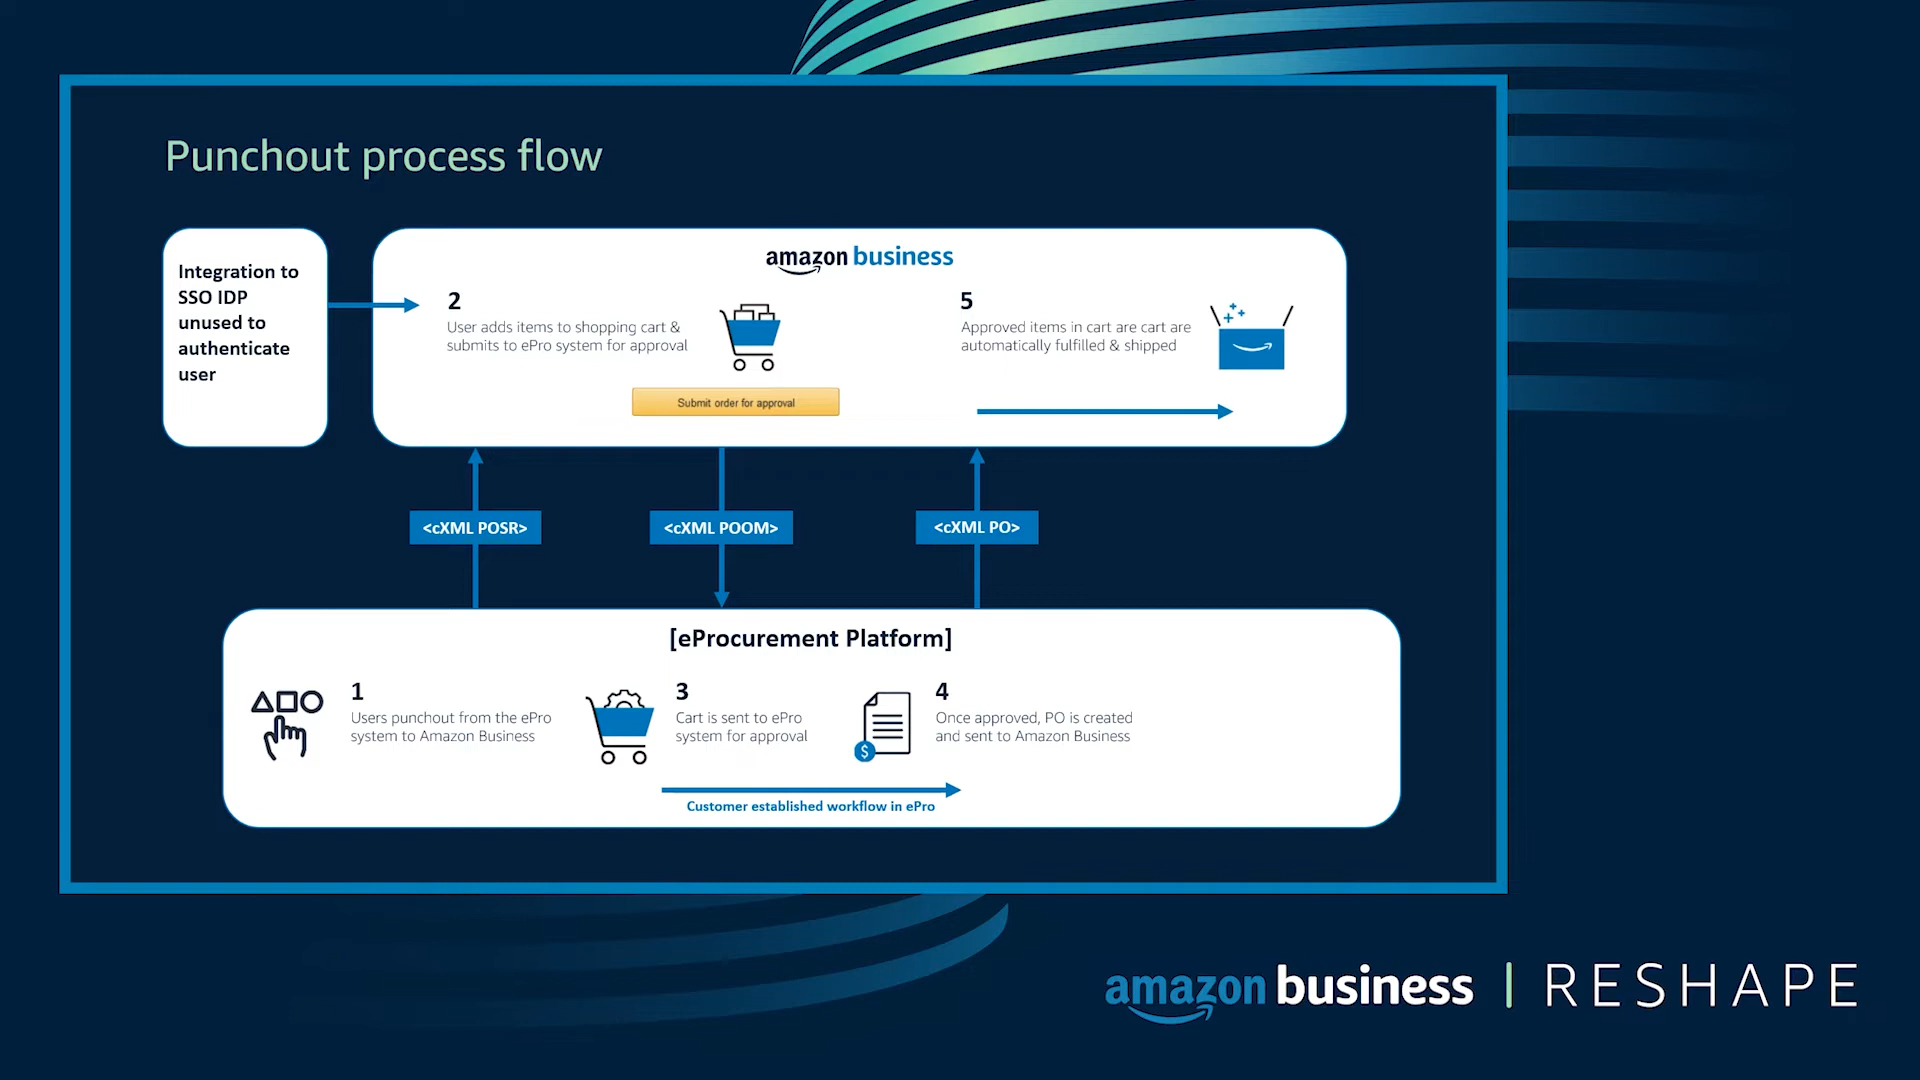 Punchout process flow
Integration to
SSO IDP
unused to
authenticate
user
amazon business
2
User adds items to shopping cart &
submits to ePro system for approval
Submit order for approval
5
Approved items in cart are cart are
automatically fulfilled & shipped
<cXML POSR>
<cXML POOM>
<cXML PO>
[eProcurement Platform]
1
Users punchout from the ePro
system to Amazon Business
3
Cart is sent to ePro
system for approval
$
4
Once approved, PO is created
and sent to Amazon Business
Customer established workflow in ePro
amazon business | RESHAPE